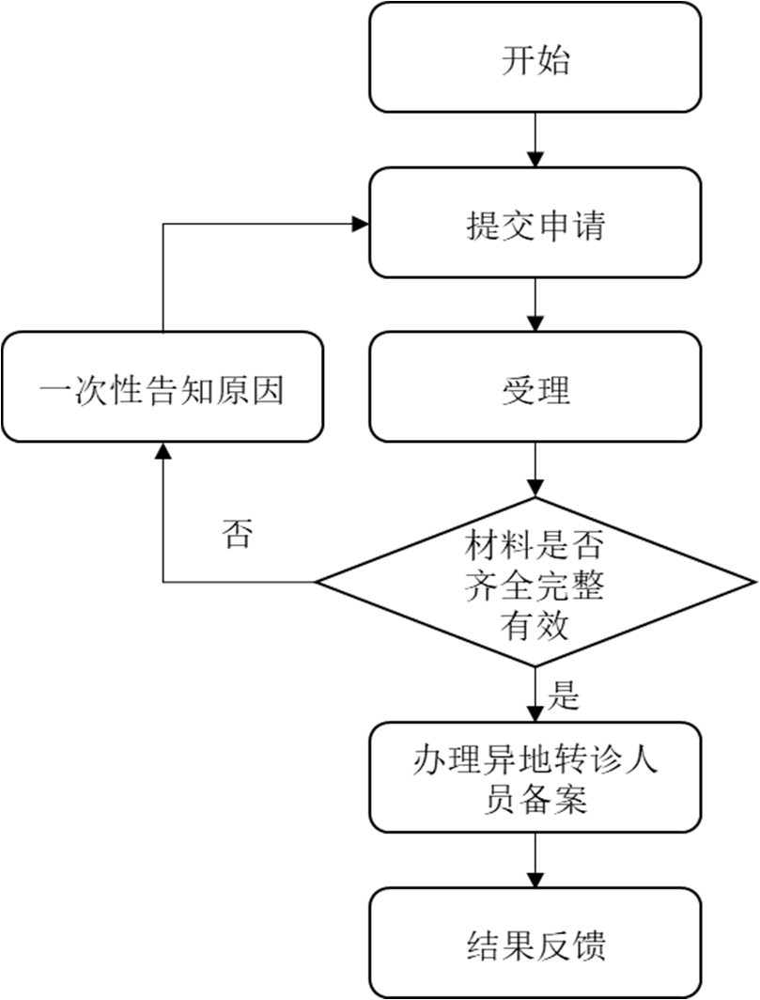 开始
提交申请
一次性告知原因
受理
否
材料是否
齐全完整
有效
是
办理异地转诊人
员备案
结果反馈